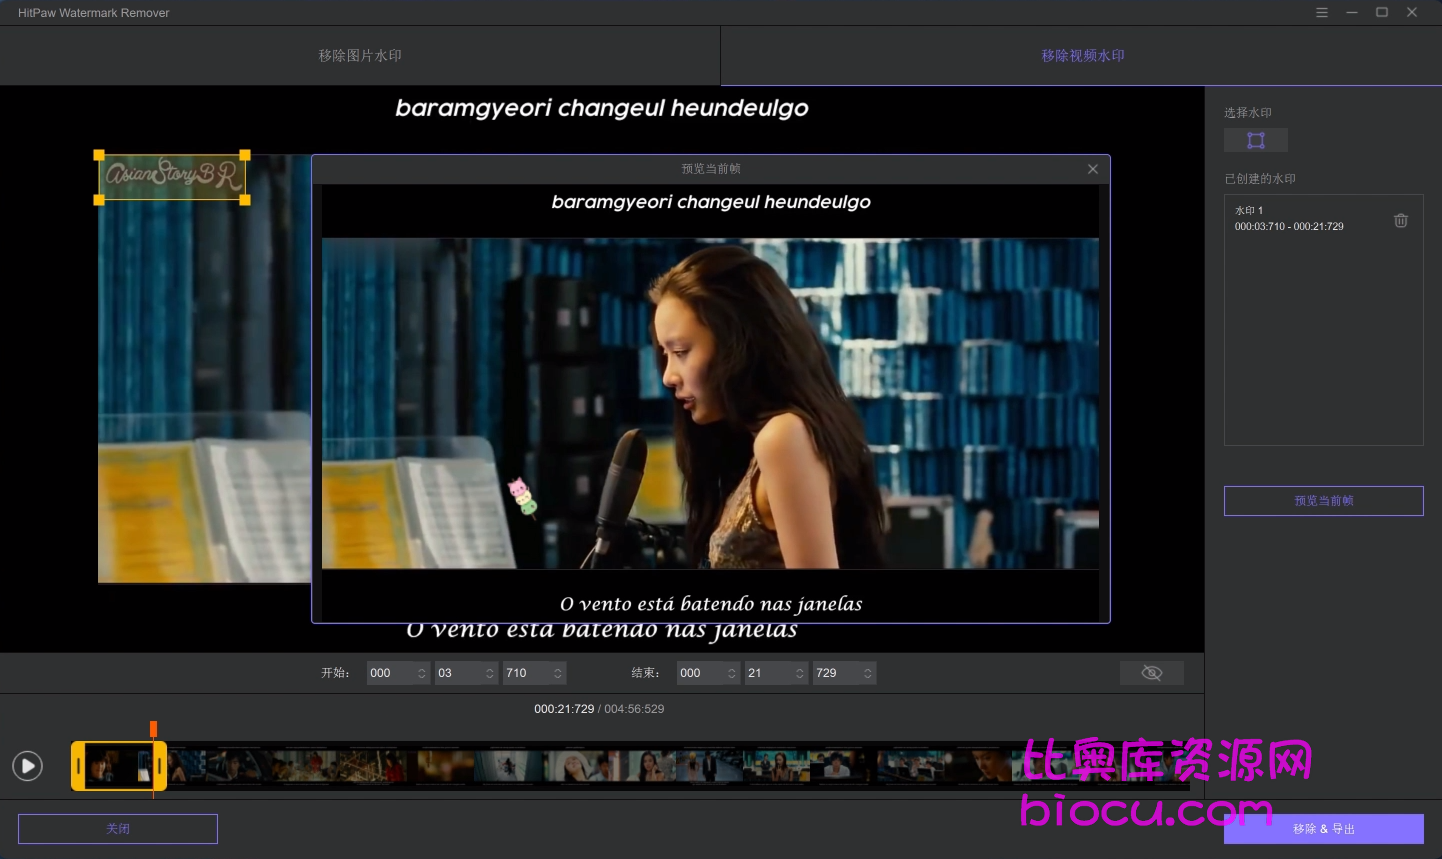 HitPaw Watermark Remover
移除图片水印
移除视频水印
baramgyeori changeul heundeulgo
AsianStoryBR
预览当前帧
baramgyeori changeul heundeulgo
O vento está batendo nas janelas
O vento está batendo nas janelas
选择水印
已创建的水印
水印 1
000:03:710 - 000:21:729
预览当前帧
开始: 000 03 710 结束: 000 21 729
000:21:729 / 004:56:529
比奥库资源网
biocu.com
关闭
移除 & 导出